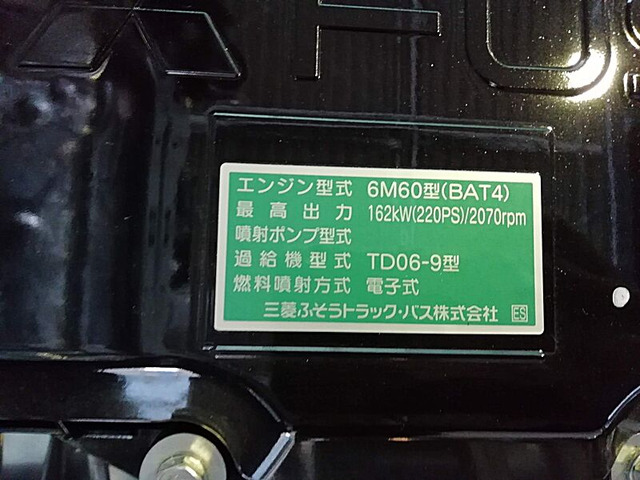 エンジン型式 6M60型(BAT4)
最高出力 162kW(220PS)/2070rpm
噴射ポンプ型式
過給機型式 TD06-9型
燃料噴射方式 電子式
三菱ふそうトラック・バス株式会社 ES